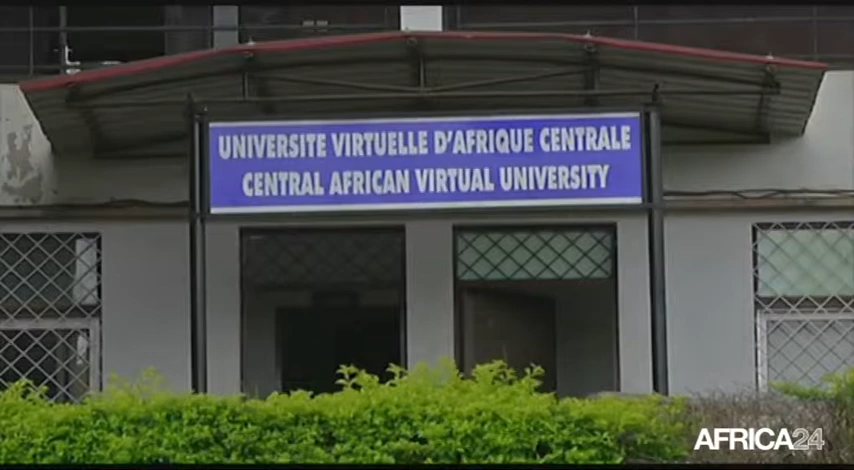 UNIVERSITE VIRTUELLE D'AFRIQUE CENTRALE
CENTRAL AFRICAN VIRTUAL UNIVERSITY
AFRICA24